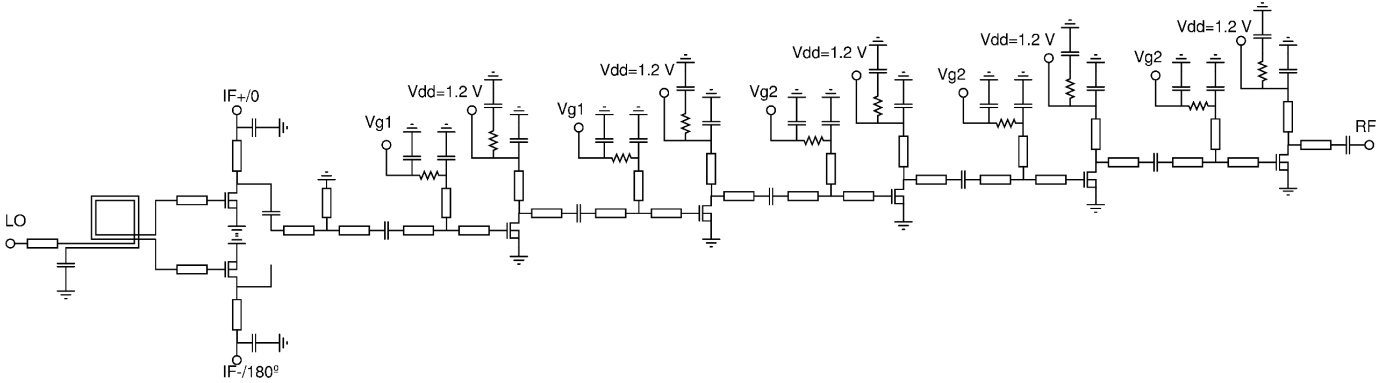 LO
IF+/0
IF-/180º
Vg1
Vdd=1.2 V
Vg1
Vdd=1.2 V
Vg2
Vdd=1.2 V
Vg2
Vdd=1.2 V
Vg2
Vdd=1.2 V
RF